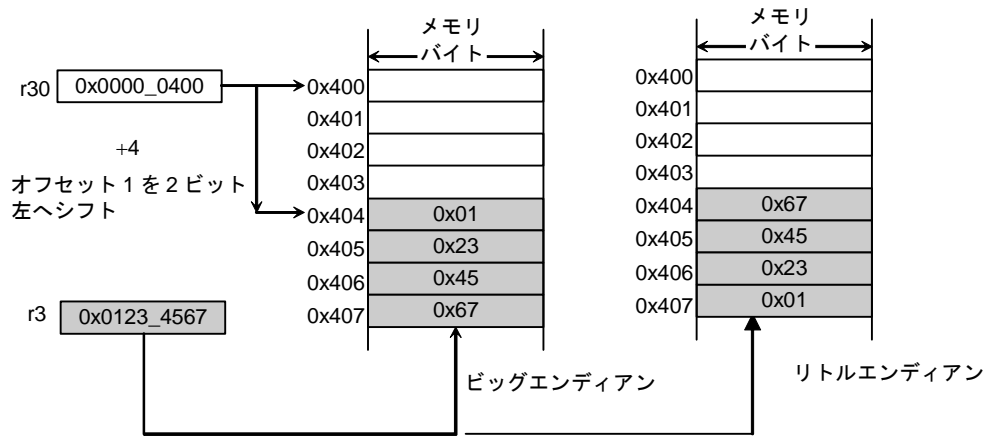 メモリ
バイト
メモリ
バイト
r30 0x0000_0400
+4
オフセット 1 を 2 ビット
左へシフト
r3 0x0123_4567
0x400
0x401
0x402
0x403
0x404 0x01
0x405 0x23
0x406 0x45
0x407 0x67
ビッグエンディアン
0x400
0x401
0x402
0x403
0x404 0x67
0x405 0x45
0x406 0x23
0x407 0x01
リトルエンディアン